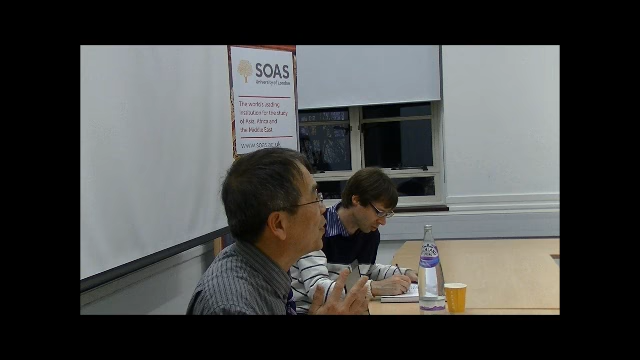 SOAS
University of London
The world's leading
institution for the study
of Asia, Africa and
the Middle East
www.soas.ac.uk